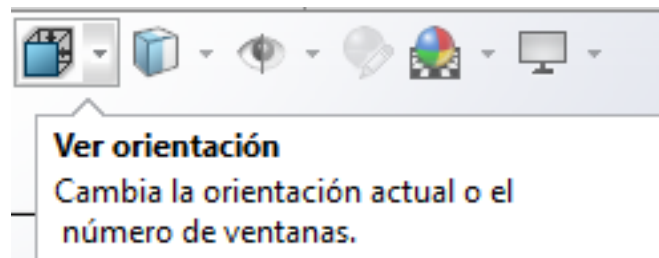 Ver orientación
Cambia la orientación actual o el
número de ventanas.